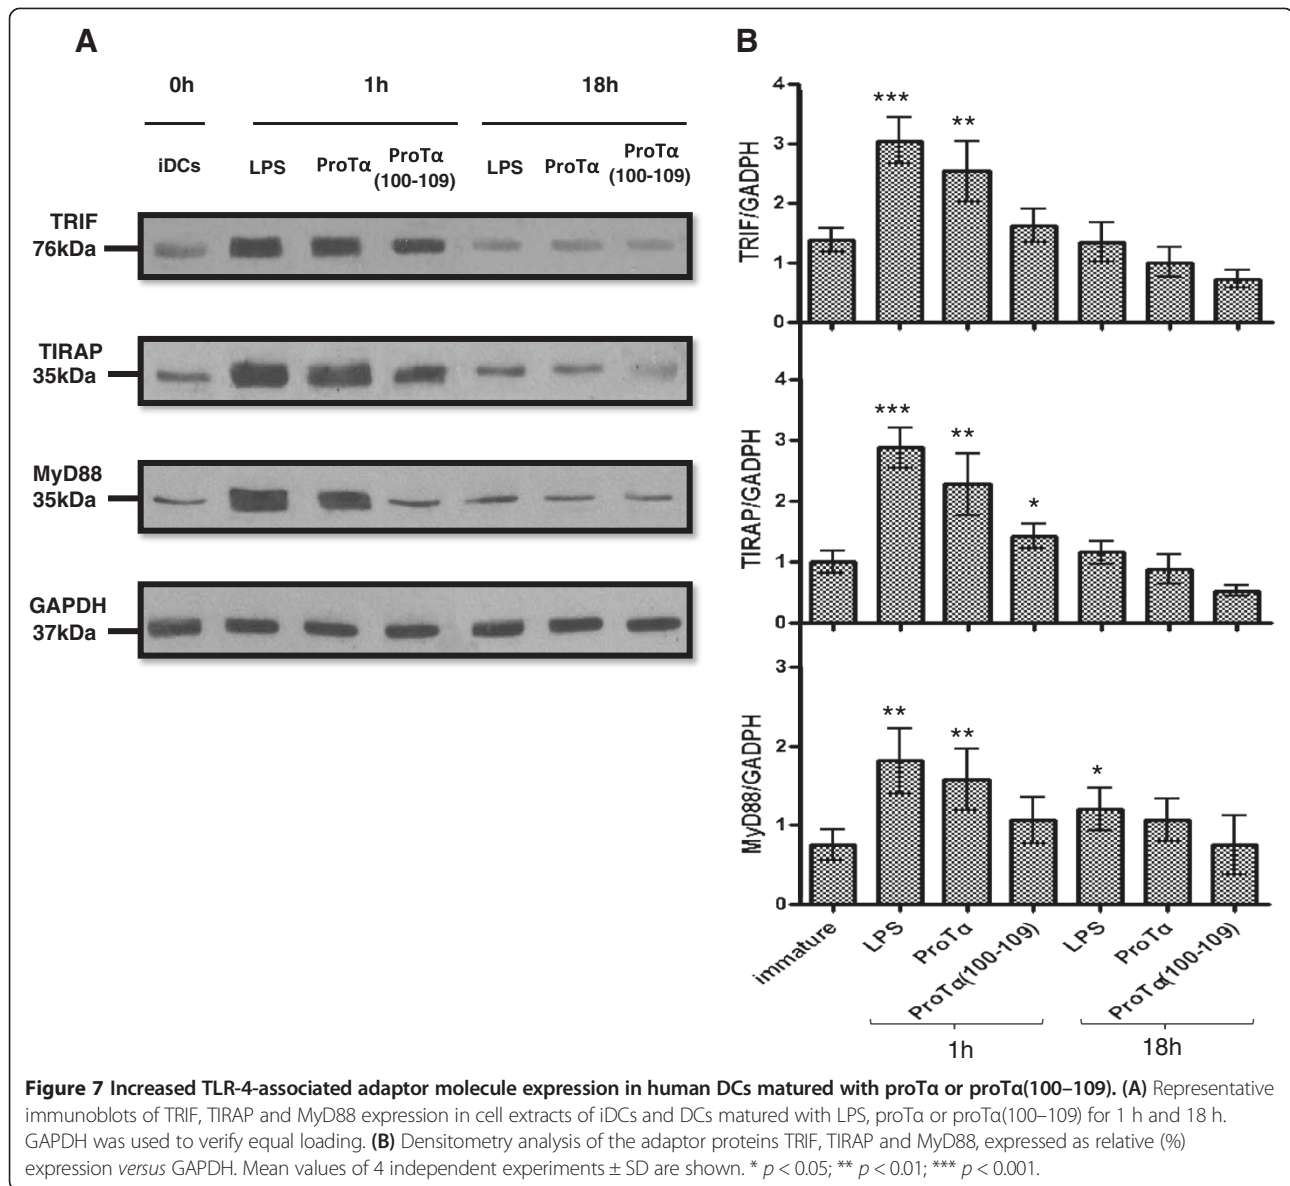 A
0h
1h
18h
iDCs
LPS
ProTα
ProTα
(100-109)
LPS
ProTα
ProTα
(100-109)
TRIF
76kDa
TIRAP
35kDa
MyD88
35kDa
GAPDH
37kDa
B
TRIF/GADPH
4
3
2
1
0
***
**
TIRAP/GADPH
4
3
2
1
0
***
**
*
MyD88/GADPH
3
2
1
0
**
**
*
immature
LPS
ProTα
ProTα(100-109)
LPS
ProTα
ProTα(100-109)
1h
18h
Figure 7 Increased TLR-4-associated adaptor molecule expression in human DCs matured with proTα or proTα(100–109). (A) Representative
immunoblots of TRIF, TIRAP and MyD88 expression in cell extracts of iDCs and DCs matured with LPS, proTα or proTα(100–109) for 1 h and 18 h.
GAPDH was used to verify equal loading. (B) Densitometry analysis of the adaptor proteins TRIF, TIRAP and MyD88, expressed as relative (%)
expression versus GAPDH. Mean values of 4 independent experiments ± SD are shown. * p < 0.05; ** p < 0.01; *** p < 0.001.